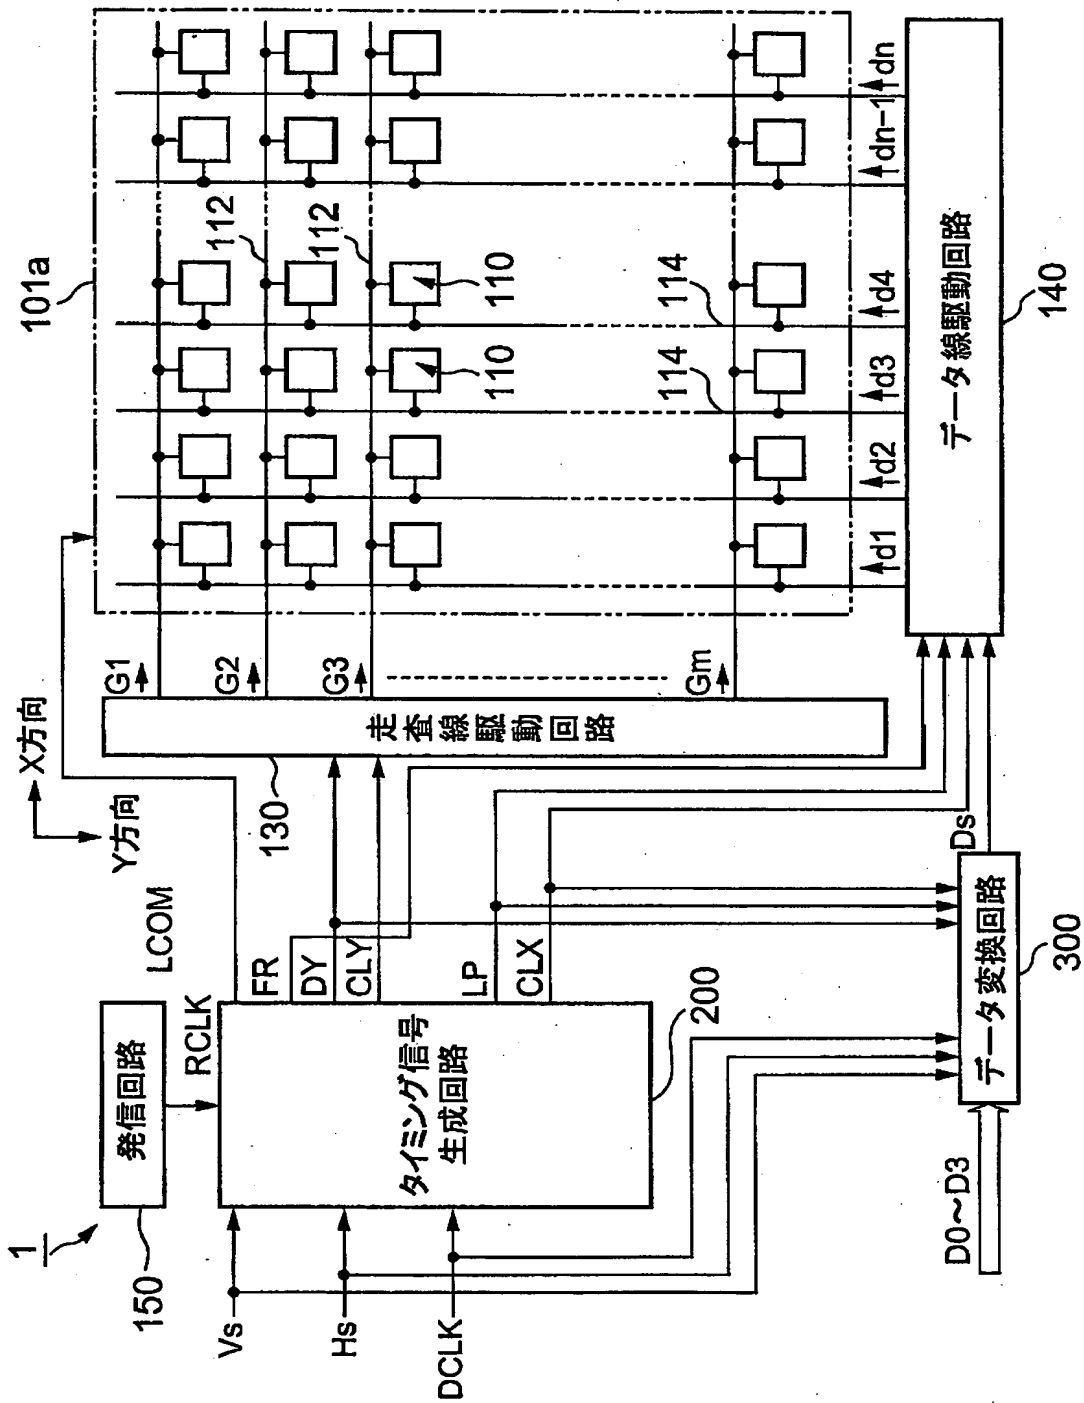 1
発信回路
150
RCLK
LCOM
X方向
Y方向
101a
Vs
Hs
DCLK
タイミング信号
生成回路
200
FR
DY
CLY
LP
CLX
130
走査線駆動回路
G1
G2
G3
Gm
112
112
110
110
114
114
d1
d2
d3
d4
dn-1
dn
D0～D3
データ変換回路
300
Ds
データ線駆動回路
140